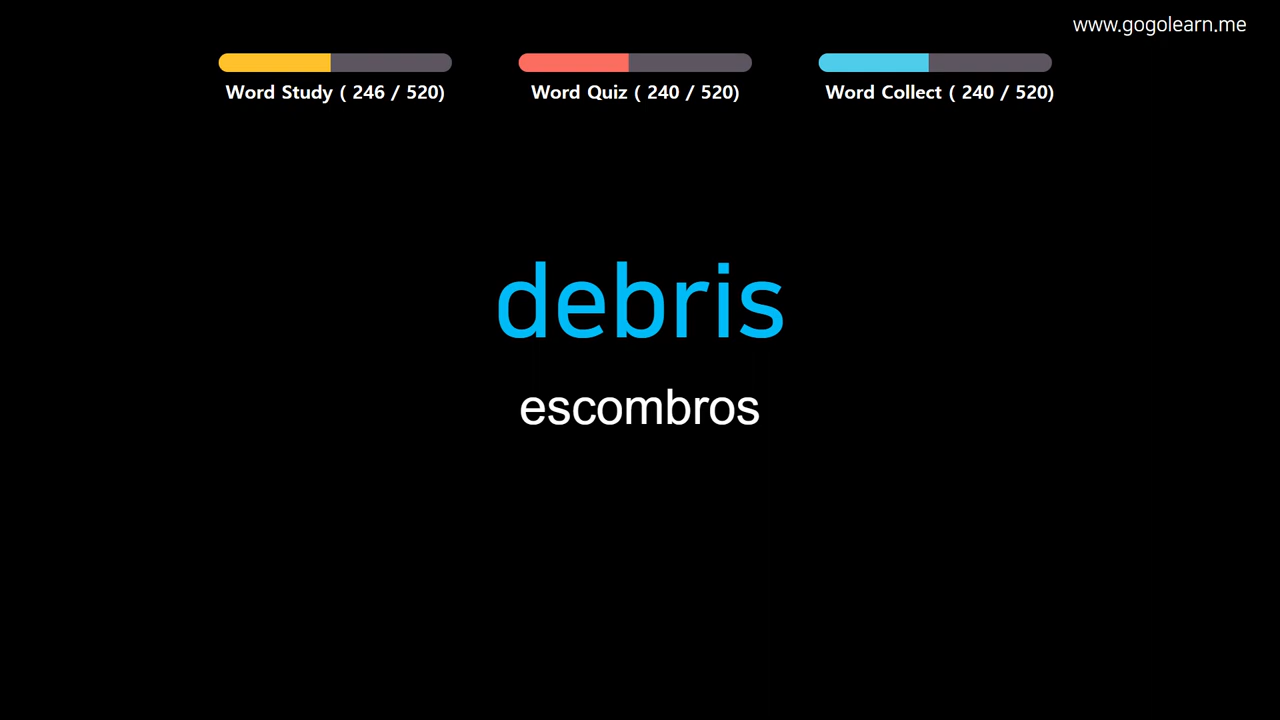 www.gogolearn.me
Word Study ( 246 / 520)
Word Quiz ( 240 / 520)
Word Collect ( 240 / 520)
debris
escombros